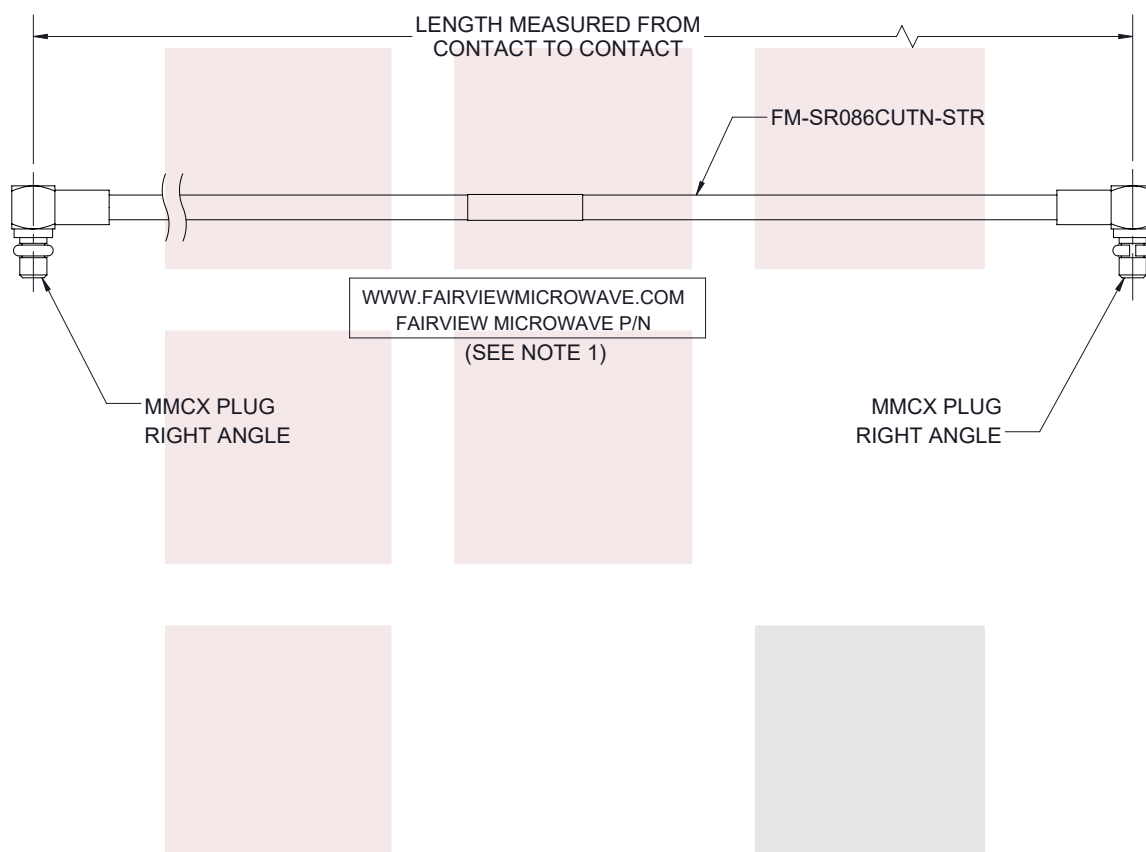 LENGTH MEASURED FROM
CONTACT TO CONTACT
FM-SR086CUTN-STR
WWW.FAIRVIEWMICROWAVE.COM
FAIRVIEW MICROWAVE P/N
(SEE NOTE 1)
MMCX PLUG
RIGHT ANGLE
MMCX PLUG
RIGHT ANGLE